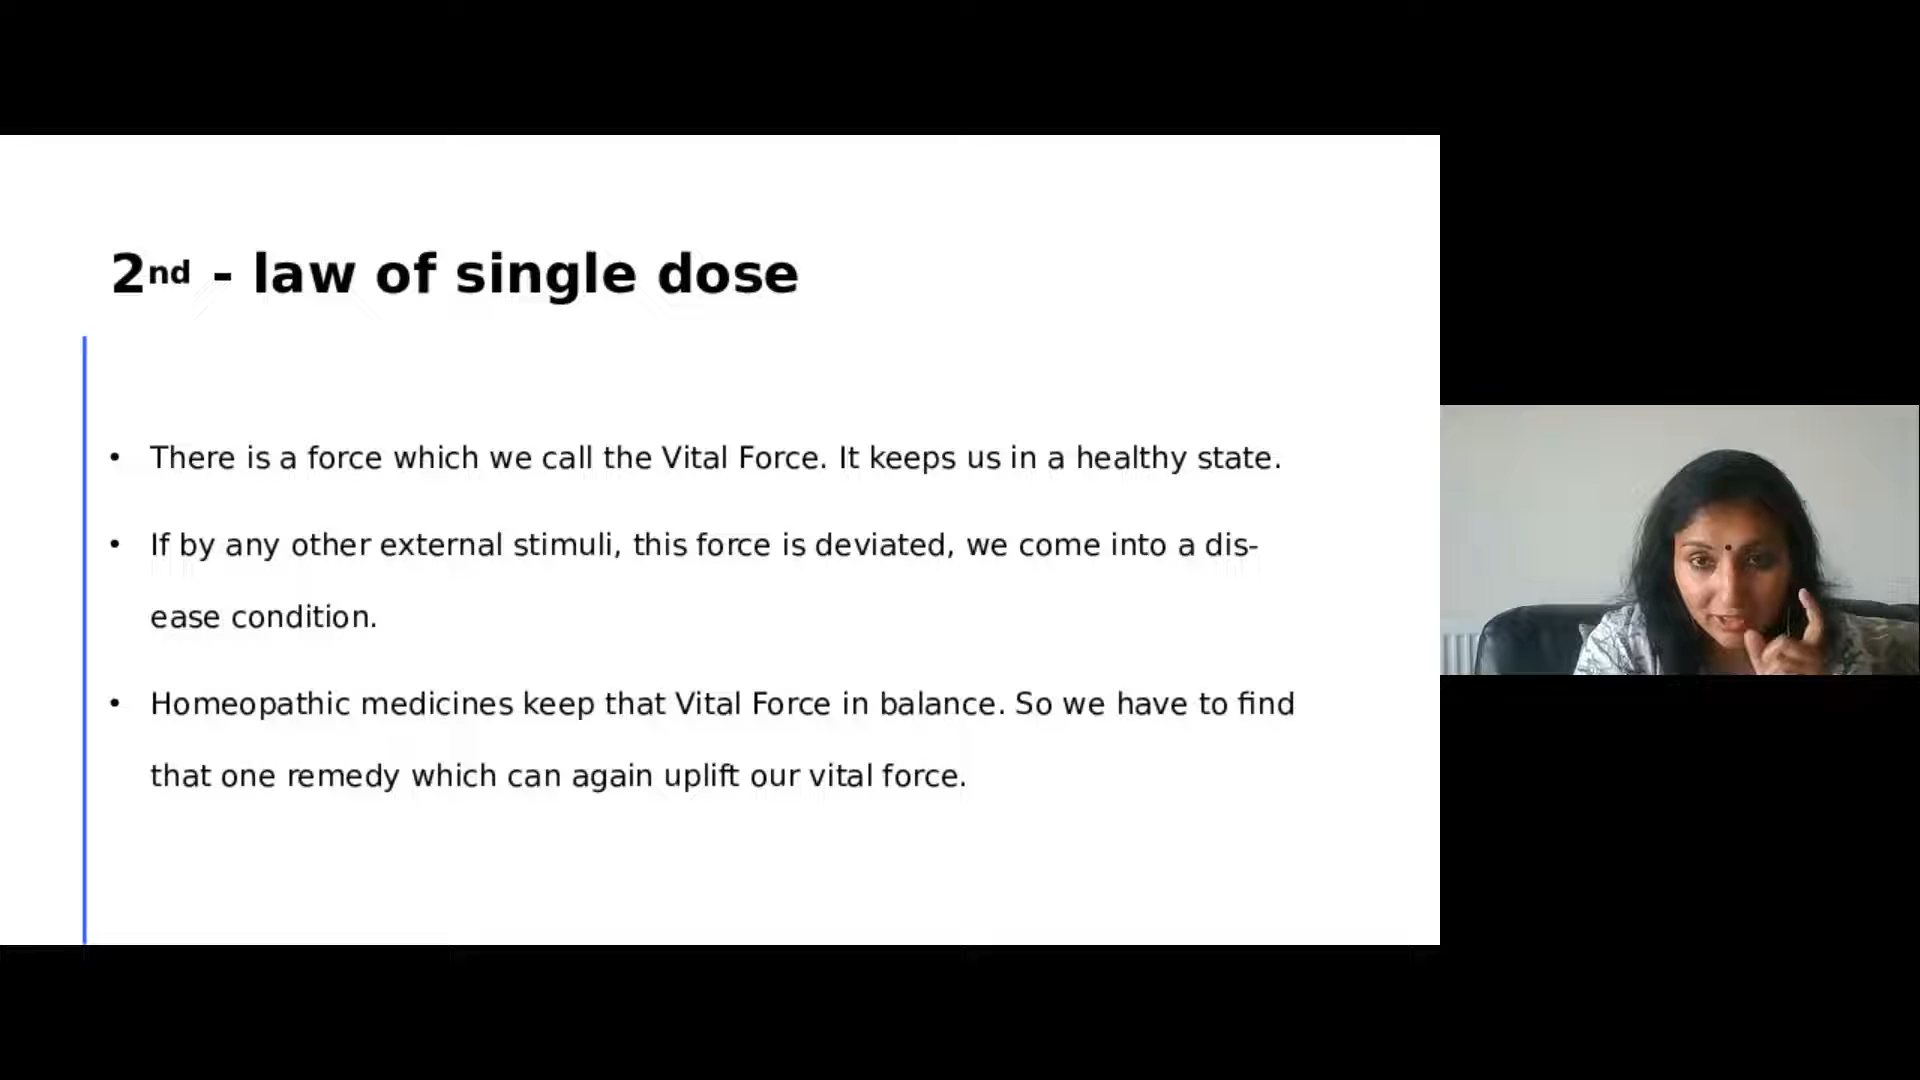 2nd - law of single dose
• There is a force which we call the Vital Force. It keeps us in a healthy state.
• If by any other external stimuli, this force is deviated, we come into a dis-
ease condition.
• Homeopathic medicines keep that Vital Force in balance. So we have to find
that one remedy which can again uplift our vital force.